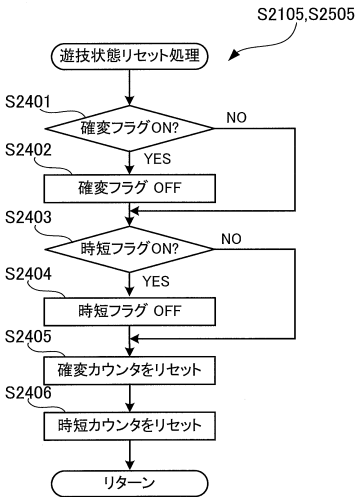 S2105,S2505
遊技状態リセット処理
S2401
確変フラグON?
NO
S2402
YES
確変フラグ OFF
S2403
時短フラグON?
NO
S2404
YES
時短フラグ OFF
S2405
確変カウンタをリセット
S2406
時短カウンタをリセット
リターン